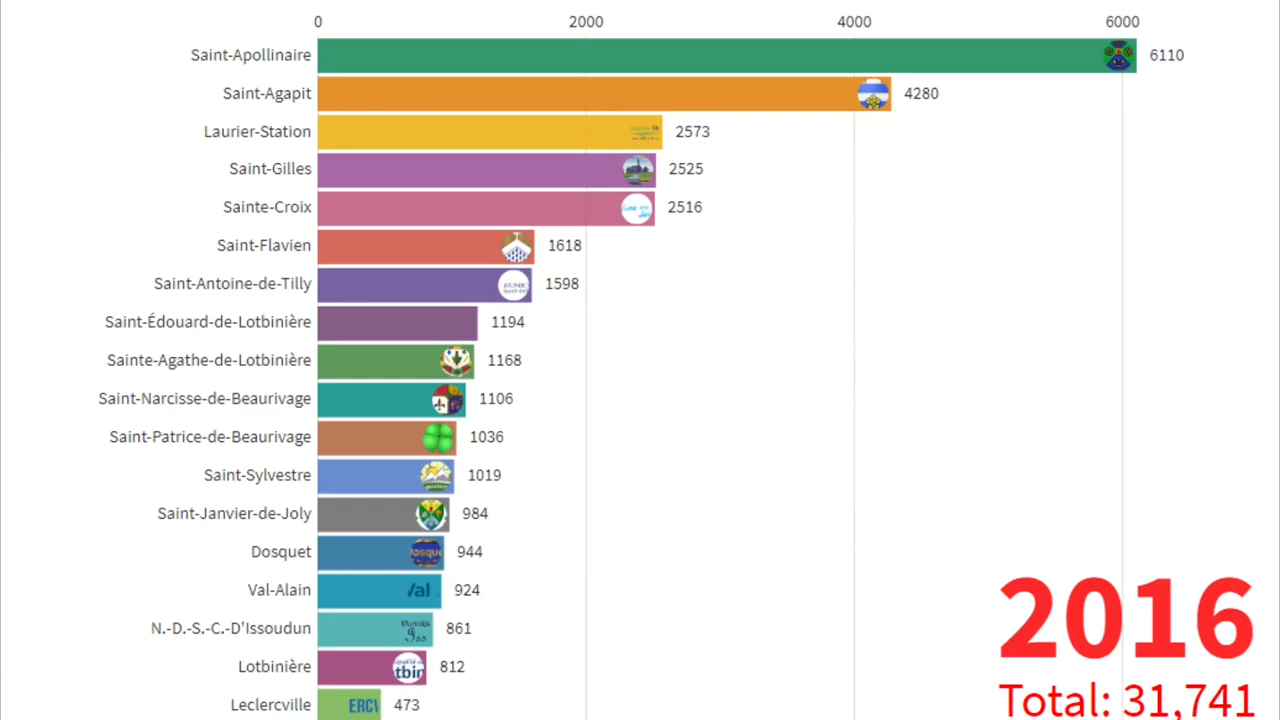 0 2000 4000 6000
Saint-Apollinaire 6110
Saint-Agapit 4280
Laurier-Station 2573
Saint-Gilles 2525
Sainte-Croix 2516
Saint-Flavien 1618
Saint-Antoine-de-Tilly 1598
Saint-Édouard-de-Lotbinière 1194
Sainte-Agathe-de-Lotbinière 1168
Saint-Narcisse-de-Beaurivage 1106
Saint-Patrice-de-Beaurivage 1036
Saint-Sylvestre 1019
Saint-Janvier-de-Joly 984
Dosquet 944
Val-Alain Val 924
N.-D.-S.-C.-D'Issoudun 861
Lotbinière tbir 812
Leclercville ERCV 473
2016
Total: 31,741